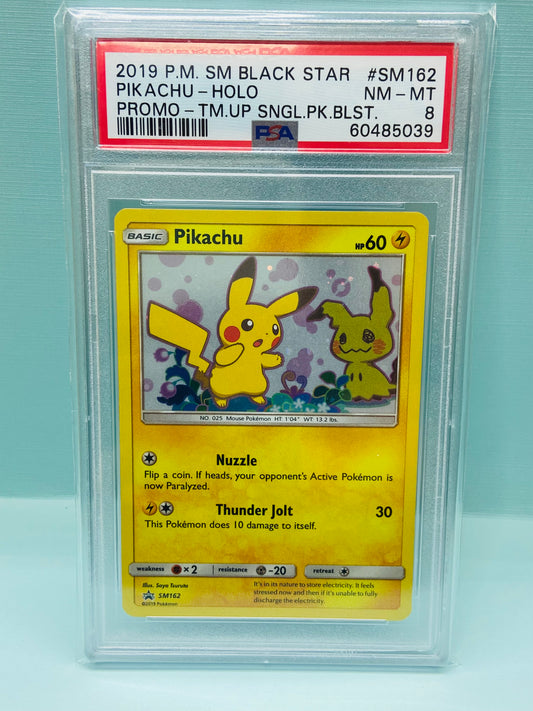 2019 P.M. SM BLACK STAR #SM162
PIKACHU - HOLO NM - MT
PROMO - TM.UP SNGL.PK.BLST. 8
PSA 60485039
BASIC Pikachu HP60
NO. 025 Mouse Pokémon HT: 1'04" WT: 13.2 lbs.
Nuzzle
Flip a coin. If heads, your opponent's Active Pokémon is
now Paralyzed.
Thunder Jolt 30
This Pokémon does 10 damage to itself.
weakness × 2 resistance -20 retreat
Illus. Saya Tsuruta
SM162
©2019 Pokémon
It's in its nature to store electricity. It feels
stressed now and then if it's unable to fully
discharge the electricity.